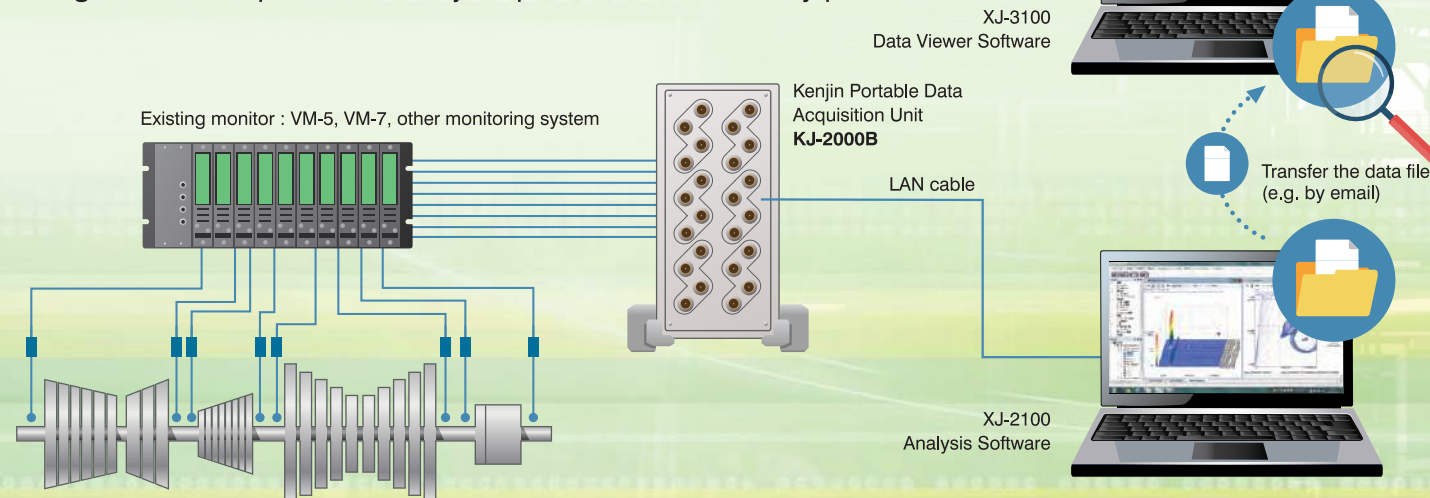 XJ-3100
Data Viewer Software
Existing monitor : VM-5, VM-7, other monitoring system
Kenjin Portable Data
Acquisition Unit
KJ-2000B
LAN cable
Transfer the data file
(e.g. by email)
XJ-2100
Analysis Software